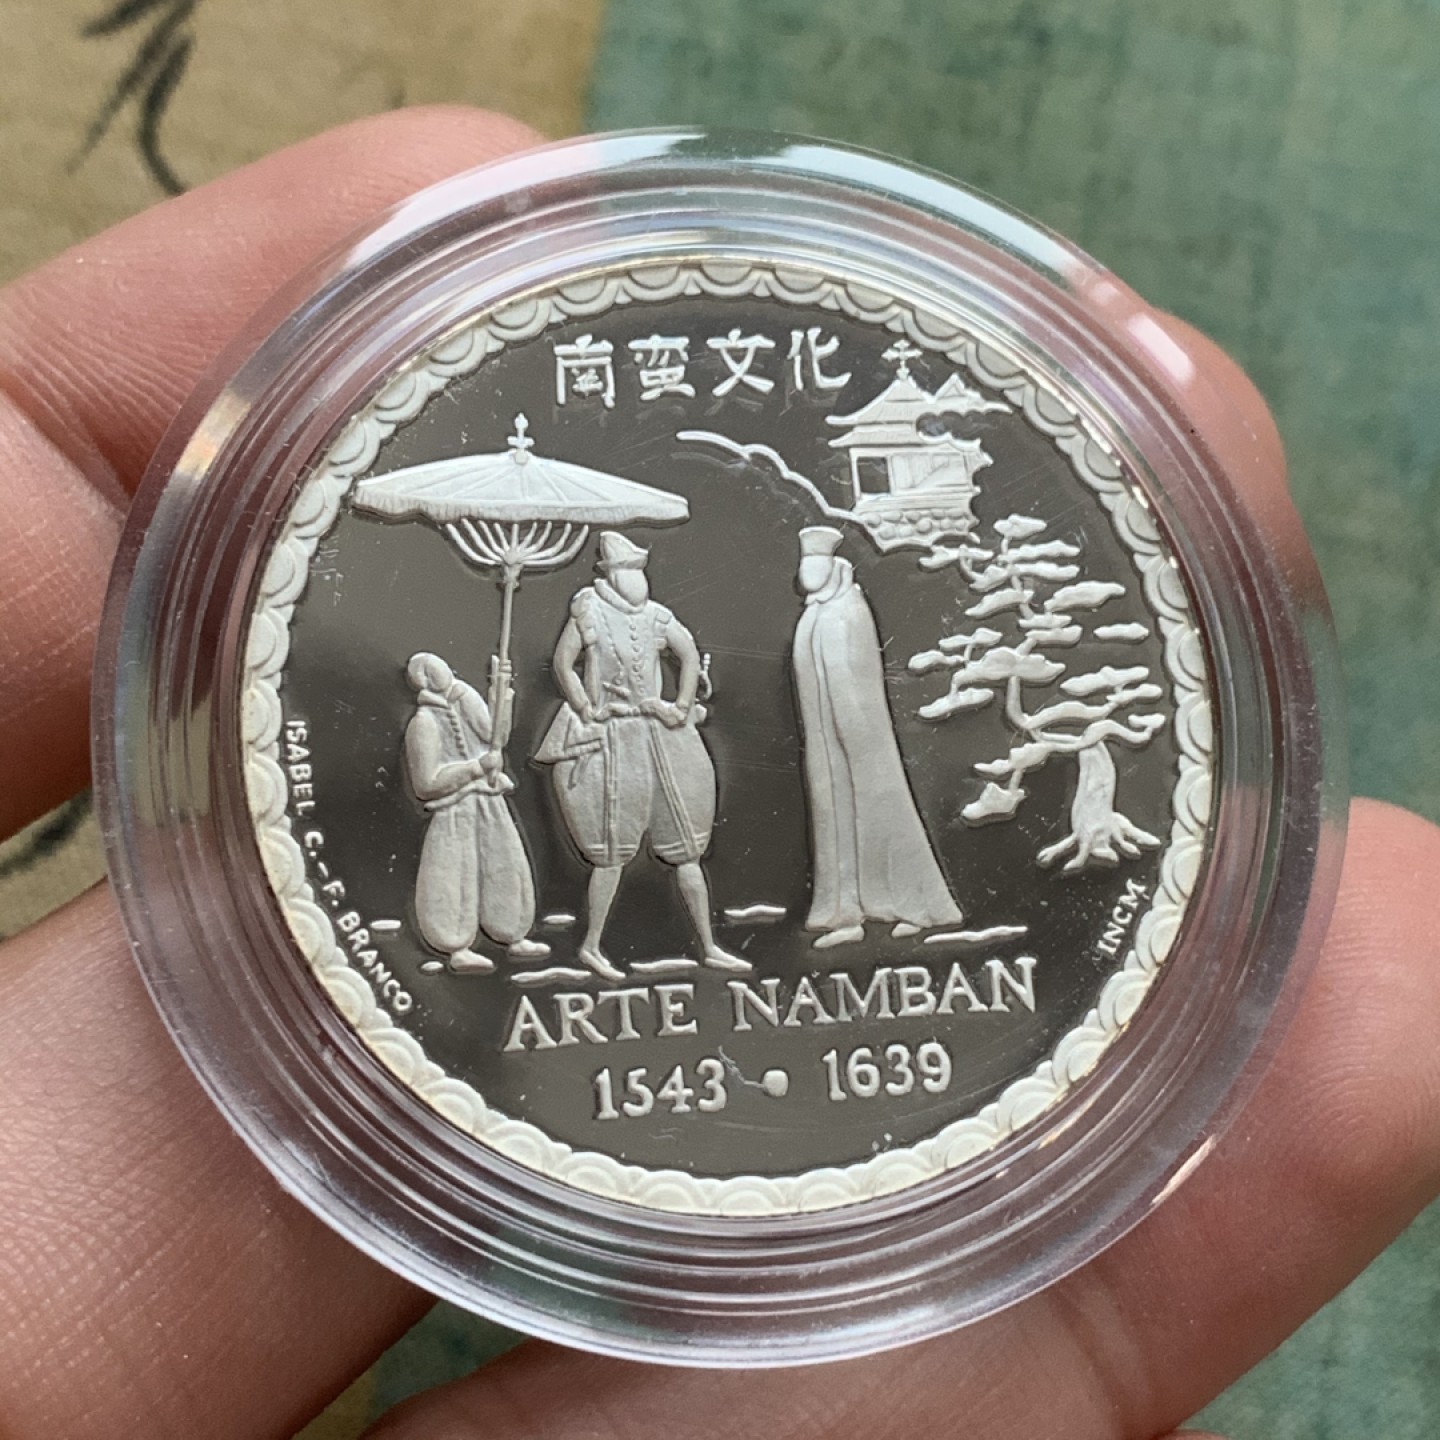 南蛮文化
ISABEL C.-F. BRANCO
INCM
ARTE NAMBAN
1543 • 1639